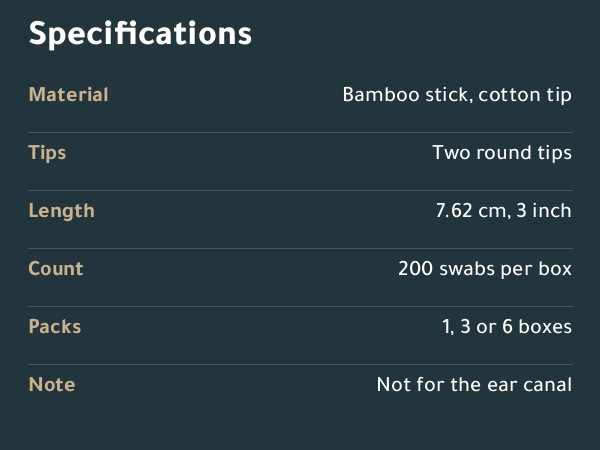 Specifications
Material Bamboo stick, cotton tip
Tips Two round tips
Length 7.62 cm, 3 inch
Count 200 swabs per box
Packs 1, 3 or 6 boxes
Note Not for the ear canal